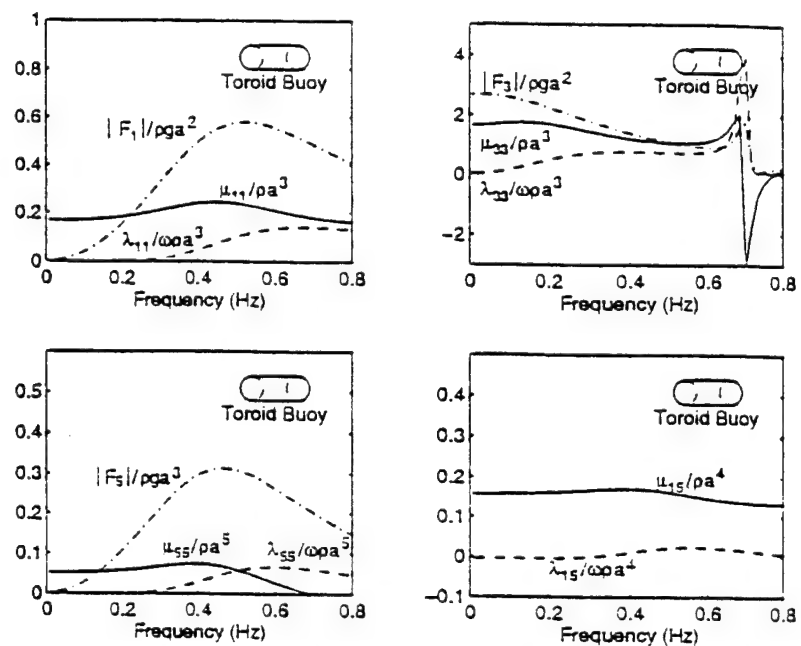 1
0.8
0.6
0.4
0.2
0
Toroid Buoy
|F₁|/ρga²
μ₁₁/ρa³
λ₁₁/ωρa³
0 0.2 0.4 0.6 0.8
Frequency (Hz)
4
2
0
−2
Toroid Buoy
|F₃|/ρga²
μ₃₃/ρa³
λ₃₃/ωρa³
0 0.2 0.4 0.6 0.8
Frequency (Hz)
0.5
0.4
0.3
0.2
0.1
0
Toroid Buoy
|F₅|/ρga³
μ₅₅/ρa⁵
λ₅₅/ωρa⁵
0 0.2 0.4 0.6 0.8
Frequency (Hz)
0.4
0.3
0.2
0.1
0
−0.1
Toroid Buoy
μ₁₅/ρa⁴
λ₁₅/ωρa⁴
0 0.2 0.4 0.6 0.8
Frequency (Hz)